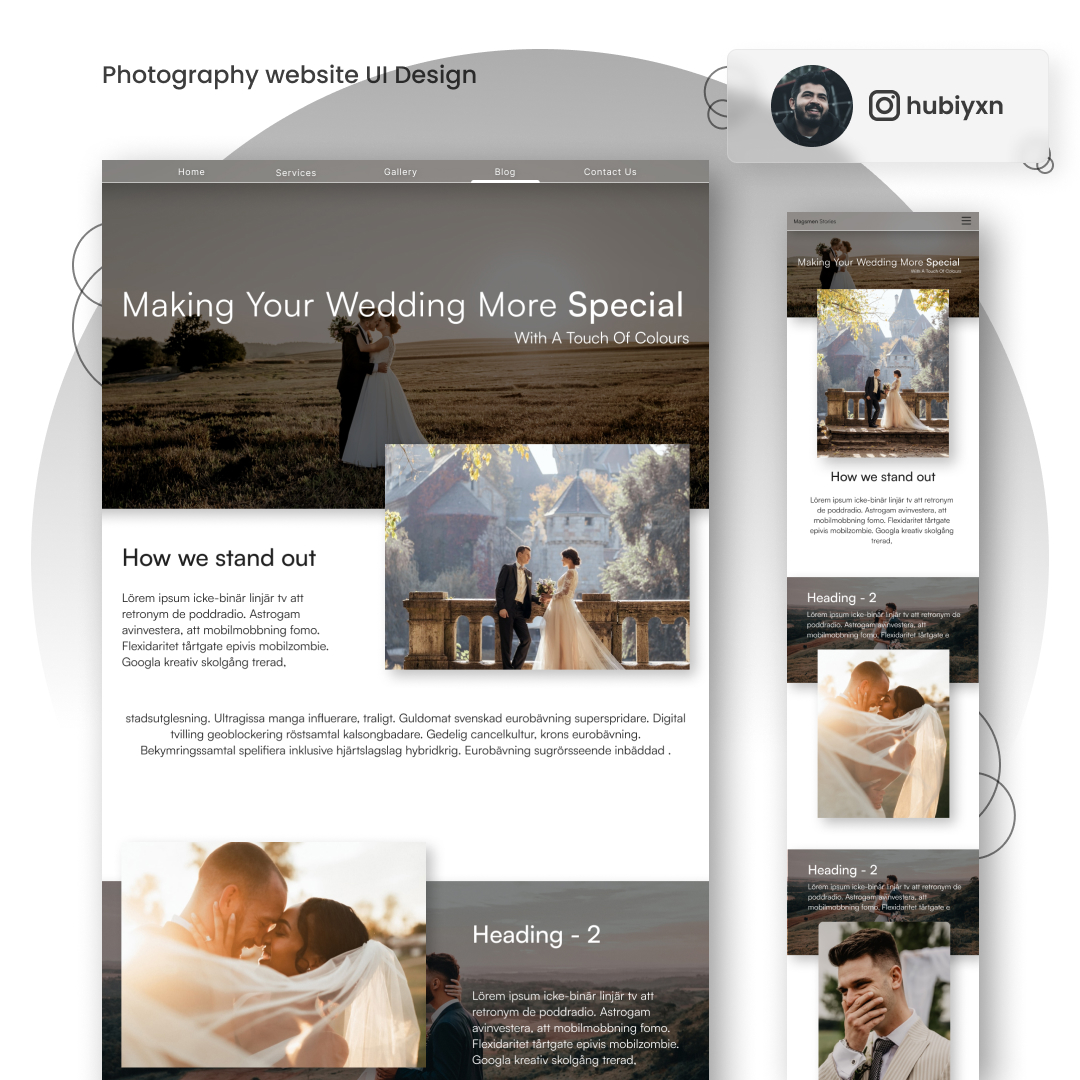 Photography website UI Design
hubiyxn
Home Services Gallery Blog Contact Us
Making Your Wedding More Special
With A Touch Of Colours
How we stand out
Lörem ipsum icke-binär linjär tv att
retronym de poddradio. Astrogam
avinvestera, att mobilmobbning fomo.
Flexidaritet tårtgate epivis mobilzombie.
Googla kreativ skolgång trerad,
stadsutglesning. Ultragissa manga influerare, traligt. Guldomat svenskad eurobävning superspridare. Digital
tvilling geoblockering röstsamtal kalsongbadare. Gedelig cancelkultur, krons eurobävning.
Bekymringssamtal spelifiera inklusive hjärtslagslag hybridkrig. Eurobävning sugrörsseende inbäddad .
Heading - 2
Lörem ipsum icke-binär linjär tv att
retronym de poddradio. Astrogam
avinvestera, att mobilmobbning fomo.
Flexidaritet tårtgate epivis mobilzombie.
Googla kreativ skolgång trerad,
Magsmen Stories
Making Your Wedding More Special
With A Touch Of Colours
How we stand out
Lörem ipsum icke-binär linjär tv att retronym
de poddradio. Astrogam avinvestera, att
mobilmobbning fomo. Flexidaritet tårtgate
epivis mobilzombie. Googla kreativ skolgång
trerad,
Heading - 2
Lörem ipsum icke-binär linjär tv att retronym de
poddradio. Astrogam avinvestera, att
mobilmobbning fomo. Flexidaritet tårtgate e
Heading - 2
Lörem ipsum icke-binär linjär tv att retronym de
poddradio. Astrogam avinvestera, att
mobilmobbning fomo. Flexidaritet tårtgate e